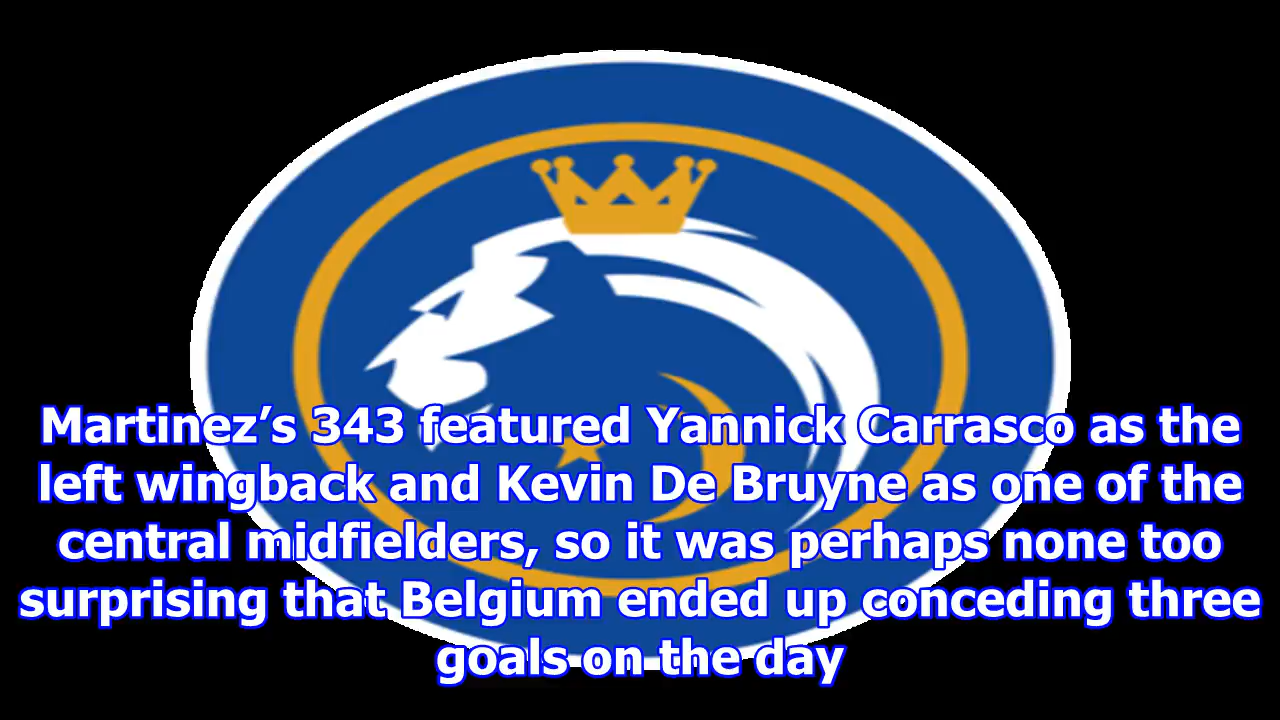 Martinez’s 343 featured Yannick Carrasco as the
left wingback and Kevin De Bruyne as one of the
central midfielders, so it was perhaps none too
surprising that Belgium ended up conceding three
goals on the day